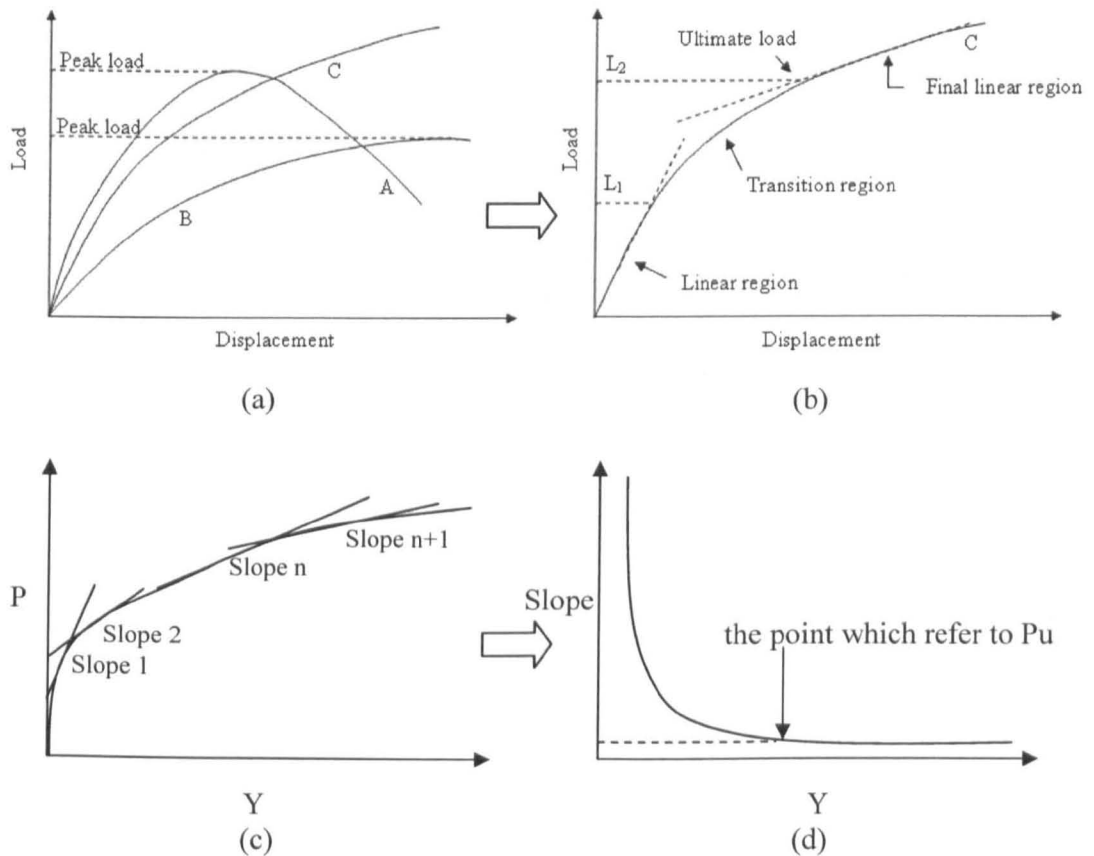 Peak load
C
Peak load
Load
A
B
Displacement
(a)
Ultimate load
L₂
C
Final linear region
Load
Transition region
L₁
Linear region
Displacement
(b)
Slope n+1
Slope n
P
Slope 2
Slope 1
Y
(c)
Slope
the point which refer to Pu
Y
(d)